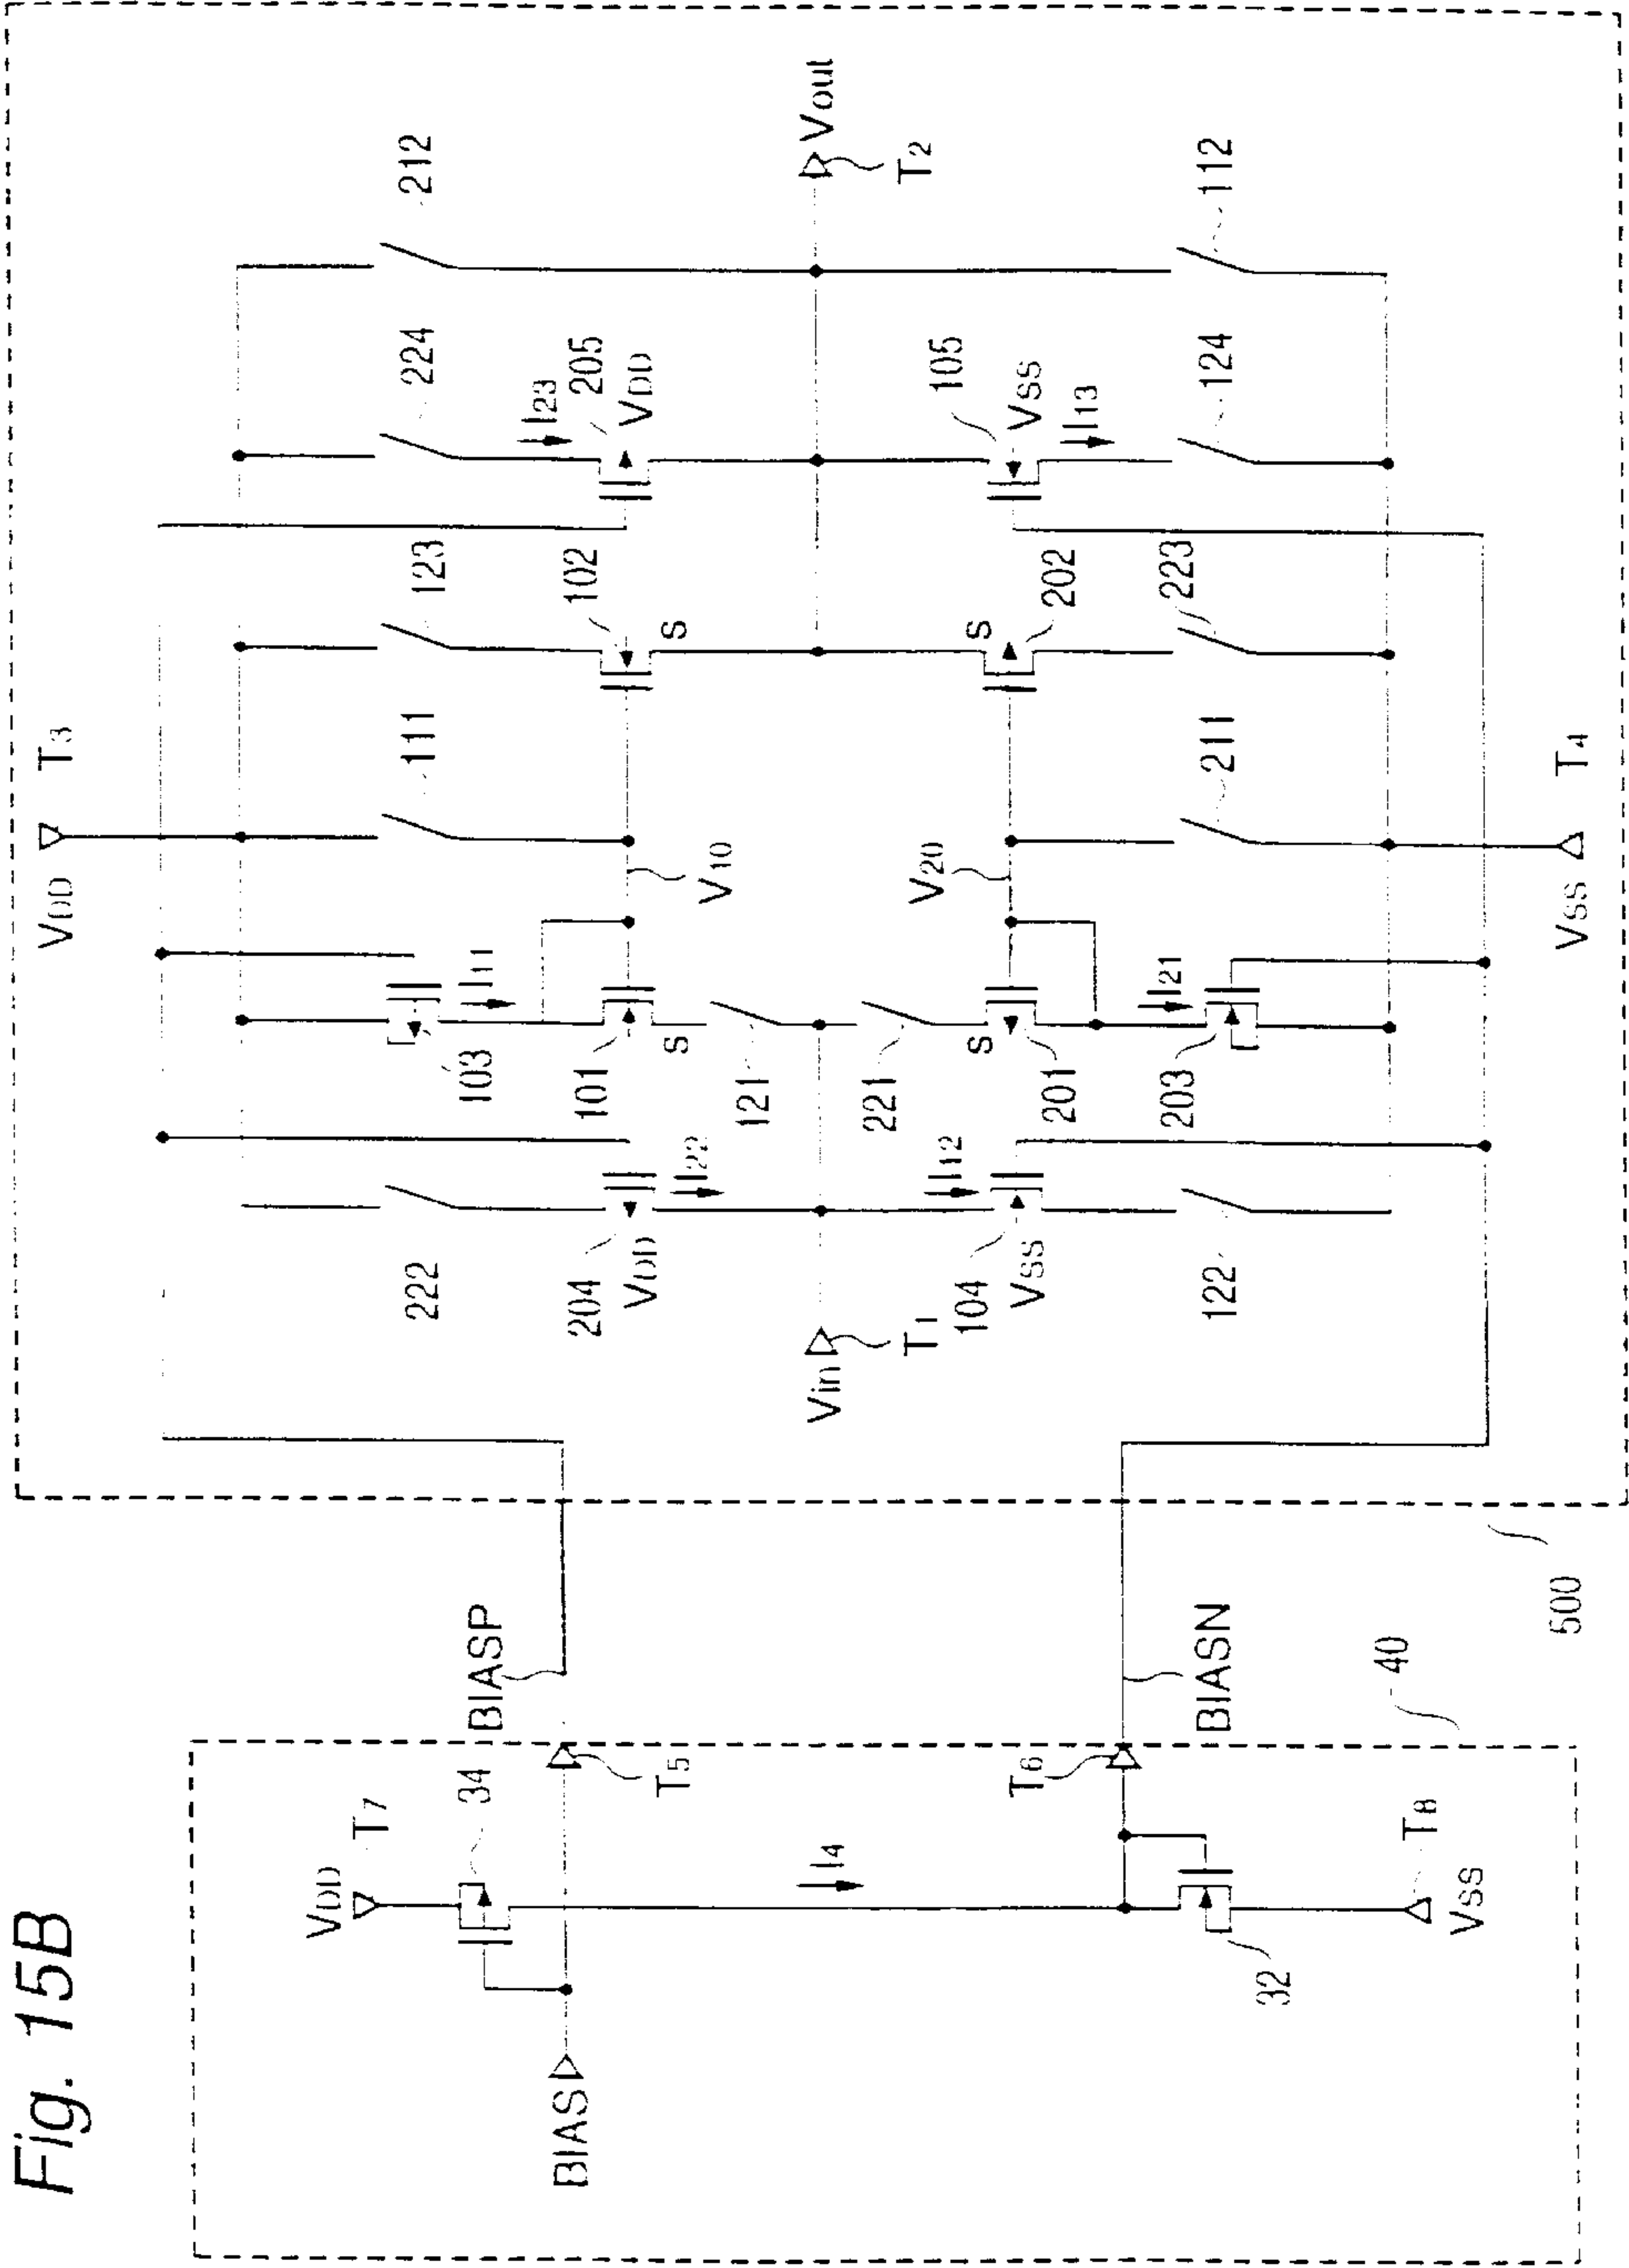 Fig. 15B
VDD
T7
34
BIAS
T5
BIASP
I4
T6
BIASN
32
VSS
T8
40
500
VDD
T3
222
204
VDD
I22
103
I11
101
S
V10
111
123
102
S
224
I23
205
VDD
212
Vin
T1
121
221
Vout
T2
104
VSS
I12
122
S
201
V20
I21
203
211
S
202
223
105
VSS
I13
124
112
VSS
T4